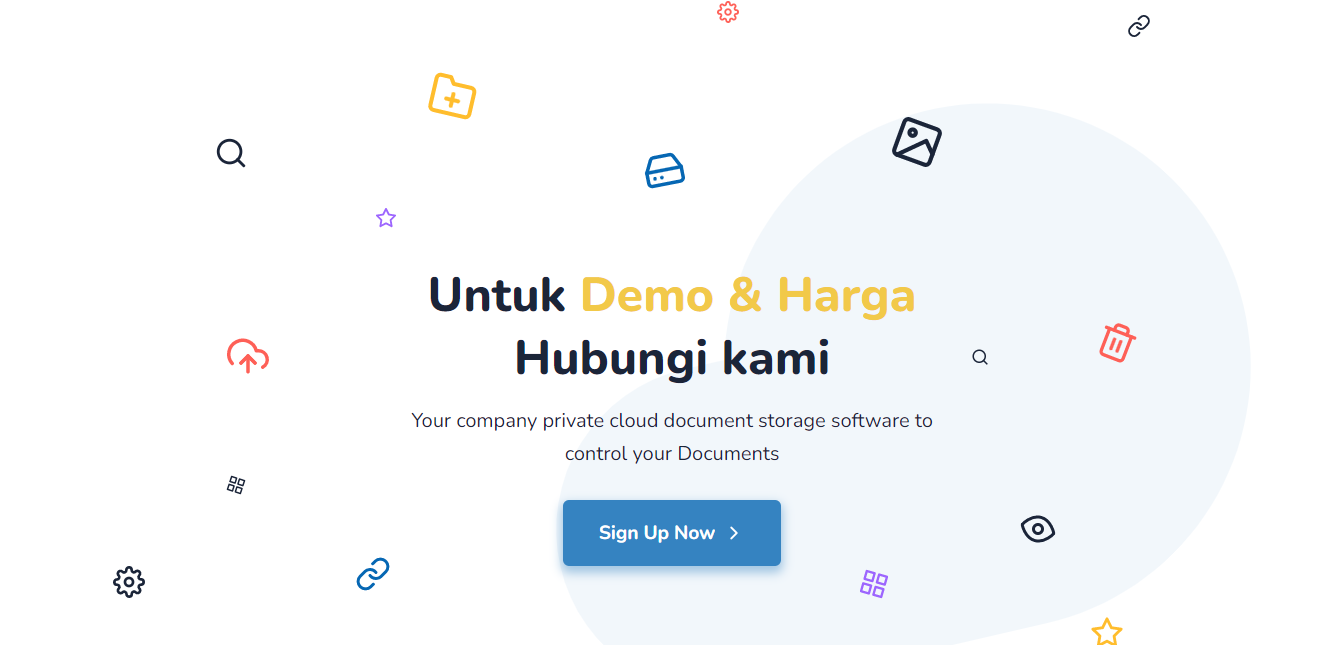 Untuk Demo & Harga
Hubungi kami
Your company private cloud document storage software to
control your Documents
Sign Up Now